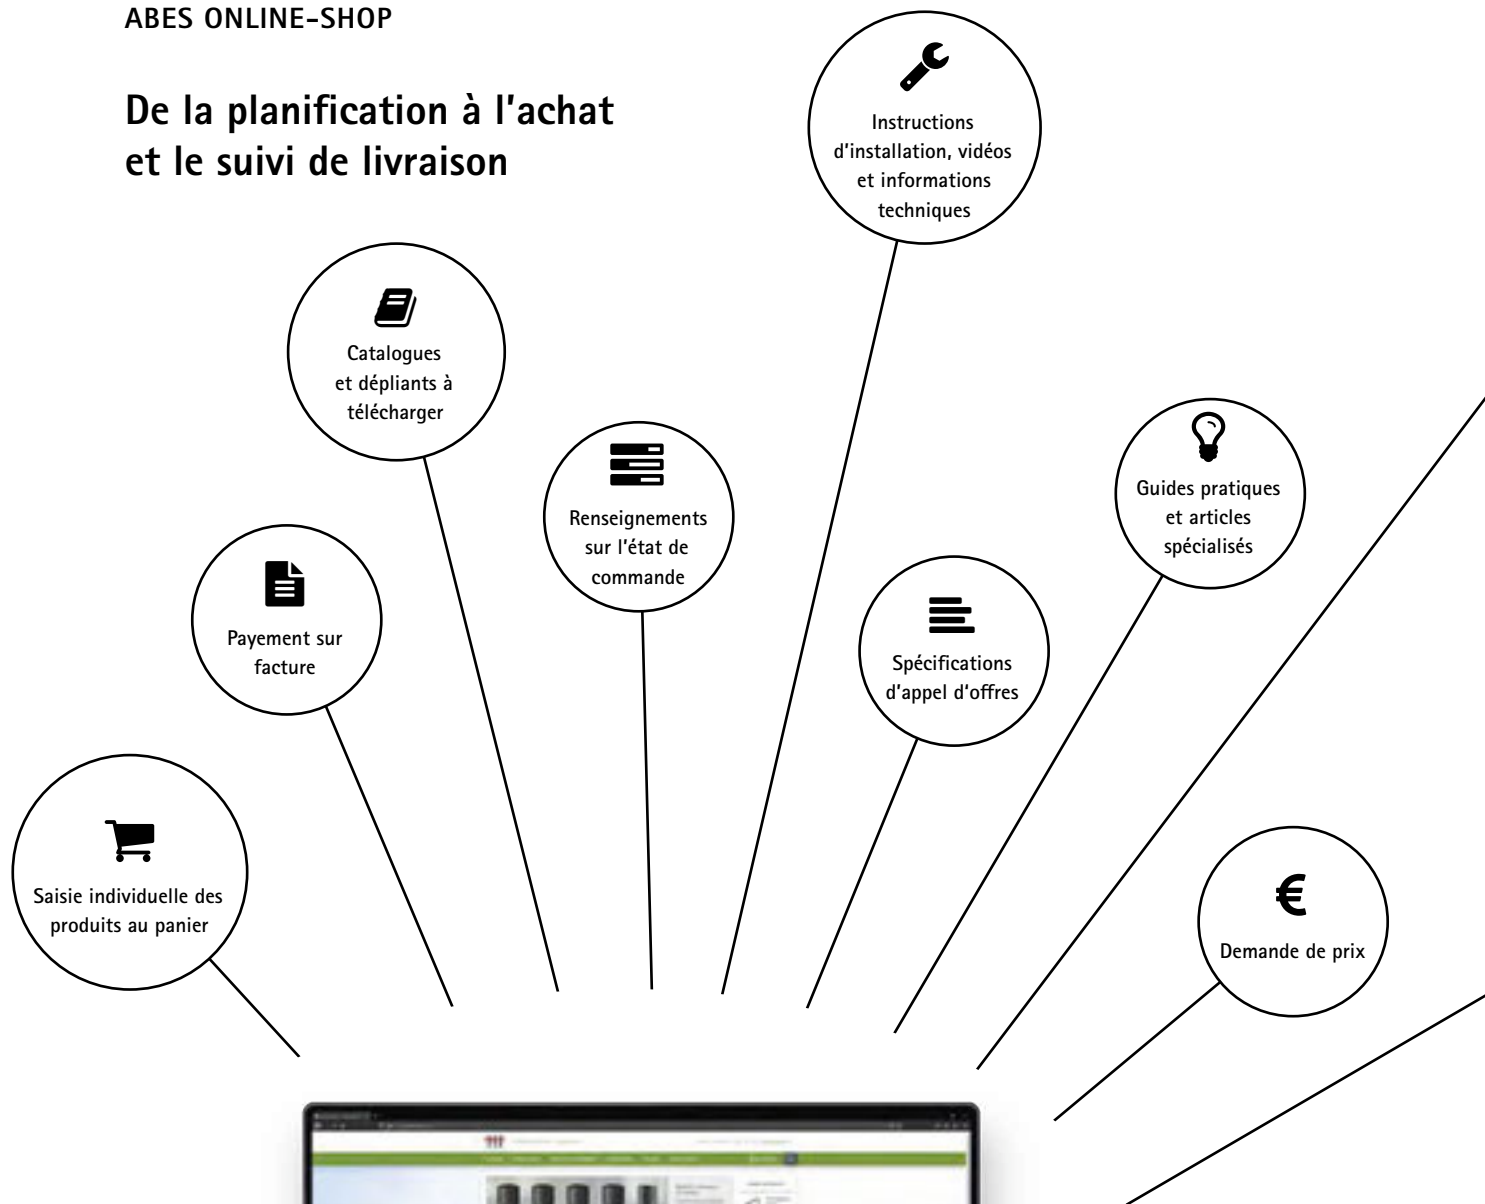 ABES ONLINE-SHOP
De la planification à l'achat
et le suivi de livraison
Instructions
d'installation, vidéos
et informations
techniques
Catalogues
et dépliants à
télécharger
Renseignements
sur l'état de
commande
Guides pratiques
et articles
spécialisés
Payement sur
facture
Spécifications
d'appel d'offres
Saisie individuelle des
produits au panier
€
Demande de prix